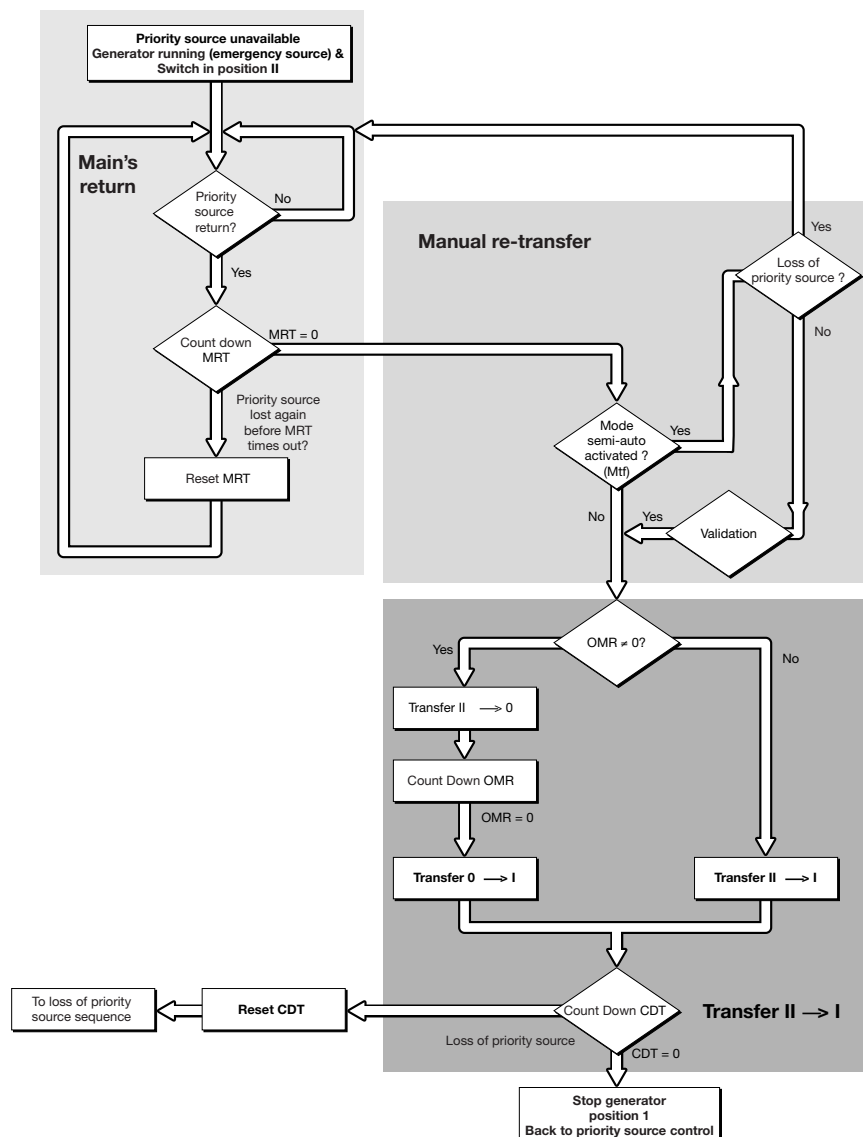 Priority source unavailable
Generator running (emergency source) &
Switch in position II
Main's
return
Priority
source
return?
No
Yes
Count down
MRT
MRT = 0
Priority source
lost again
before MRT
times out?
Reset MRT
Manual re-transfer
Yes
Loss of
priority source ?
No
Mode
semi-auto
activated ?
(Mtf)
Yes
No
Yes
Validation
OMR ≠ 0?
Yes
No
Transfer II ⟶ 0
Count Down OMR
OMR = 0
Transfer 0 ⟶ I
Transfer II ⟶ I
To loss of priority
source sequence
Reset CDT
Count Down CDT
Transfer II ⟶ I
Loss of priority source
CDT = 0
Stop generator
position 1
Back to priority source control